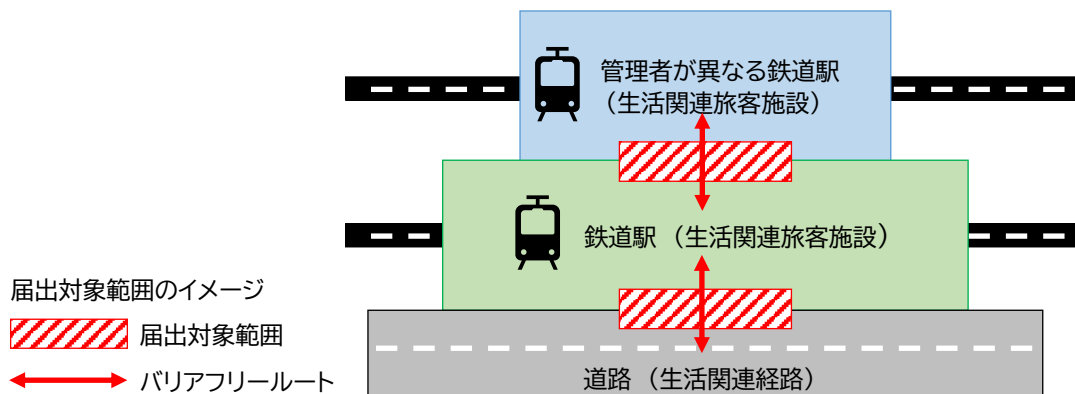 管理者が異なる鉄道駅
（生活関連旅客施設）
鉄道駅（生活関連旅客施設）
届出対象範囲のイメージ
届出対象範囲
バリアフリールート
道路（生活関連経路）